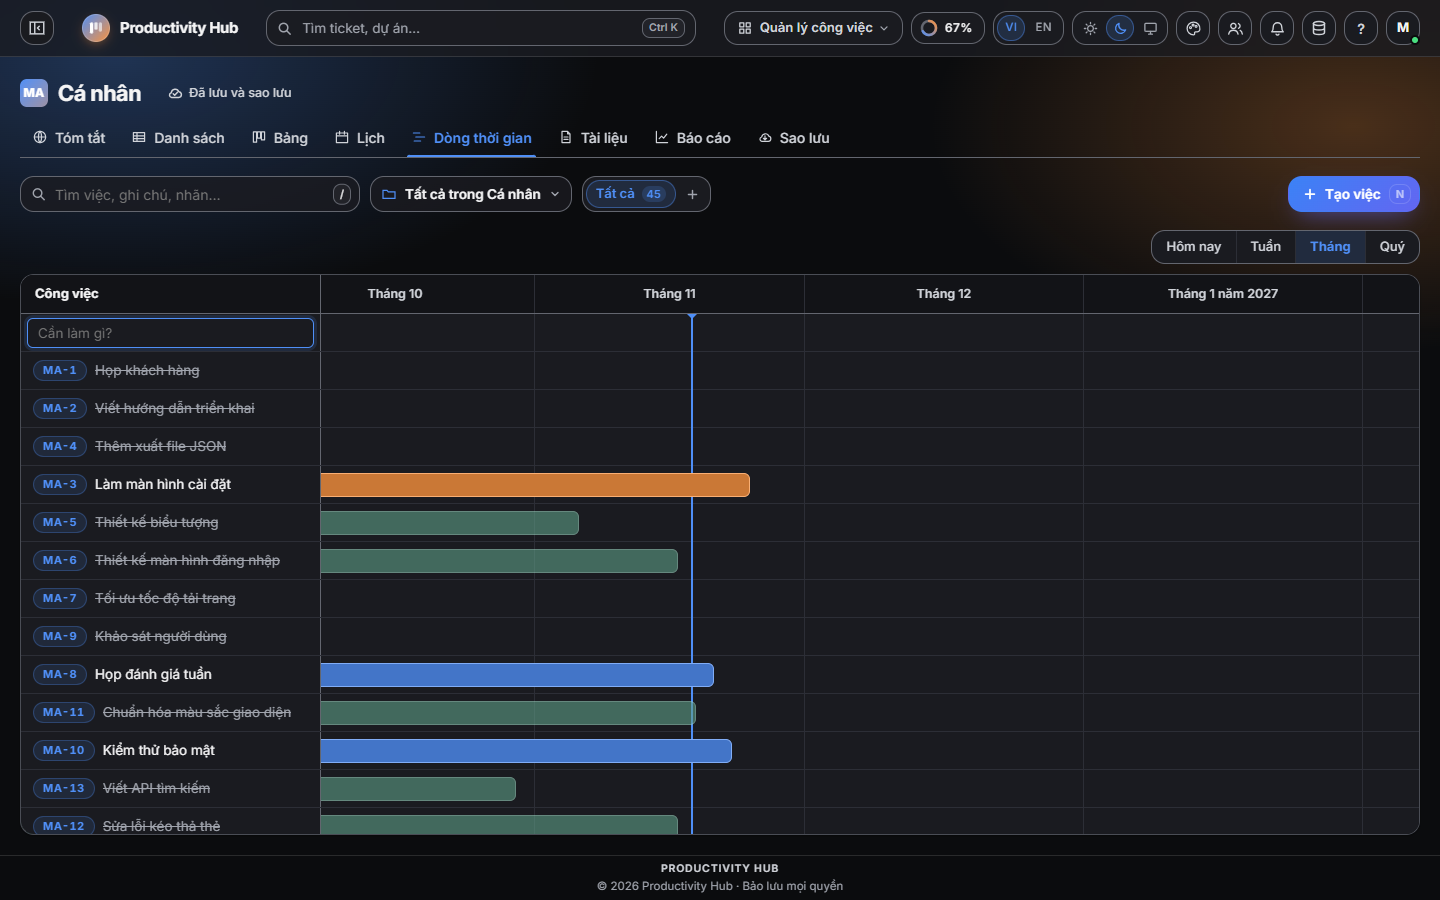 Productivity Hub
Tìm ticket, dự án...
Ctrl K
Quản lý công việc
67%
VI
EN
?
M
MA
Cá nhân
Đã lưu và sao lưu
Tóm tắt
Danh sách
Bảng
Lịch
Dòng thời gian
Tài liệu
Báo cáo
Sao lưu
Tìm việc, ghi chú, nhãn...
/
Tất cả trong Cá nhân
Tất cả 45
+
+ Tạo việc N
Hôm nay
Tuần
Tháng
Quý
Công việc
Tháng 10
Tháng 11
Tháng 12
Tháng 1 năm 2027
Cần làm gì?
MA-1 Họp khách hàng
MA-2 Viết hướng dẫn triển khai
MA-4 Thêm xuất file JSON
MA-3 Làm màn hình cài đặt
MA-5 Thiết kế biểu tượng
MA-6 Thiết kế màn hình đăng nhập
MA-7 Tối ưu tốc độ tải trang
MA-9 Khảo sát người dùng
MA-8 Họp đánh giá tuần
MA-11 Chuẩn hóa màu sắc giao diện
MA-10 Kiểm thử bảo mật
MA-13 Viết API tìm kiếm
MA-12 Sửa lỗi kéo thả thẻ
PRODUCTIVITY HUB
© 2026 Productivity Hub · Bảo lưu mọi quyền